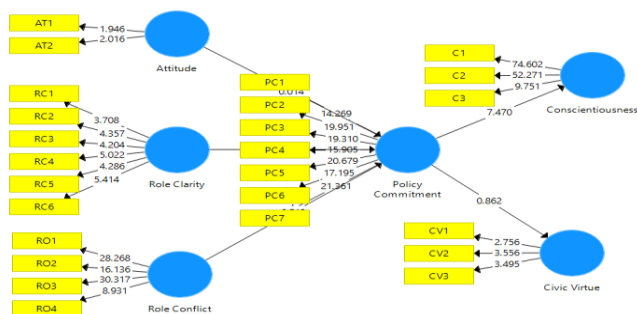 AT1
1.946
AT2
2.016
Attitude
RC1
RC2
RC3
RC4
RC5
RC6
3.708
4.357
4.204
5.022
4.286
5.414
Role Clarity
RO1
RO2
RO3
RO4
28.268
16.136
30.317
8.931
Role Conflict
PC1
PC2
PC3
PC4
PC5
PC6
PC7
0.014
14.269
19.951
19.310
15.905
20.679
17.195
21.351
Policy
Commitment
C1
C2
C3
74.602
52.271
9.751
7.470
Conscientiousness
0.862
CV1
CV2
CV3
2.756
3.556
3.495
Civic Virtue